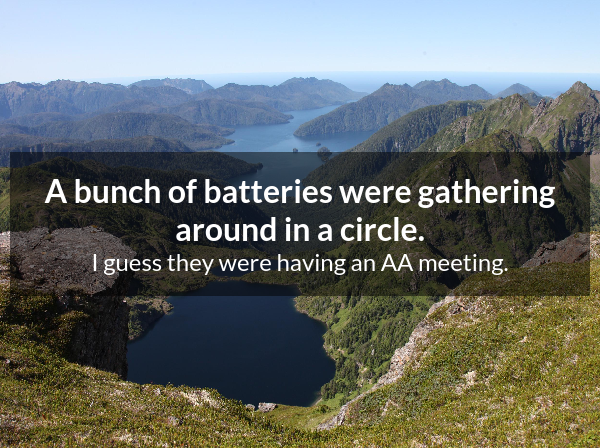 A bunch of batteries were gathering
around in a circle.
I guess they were having an AA meeting.